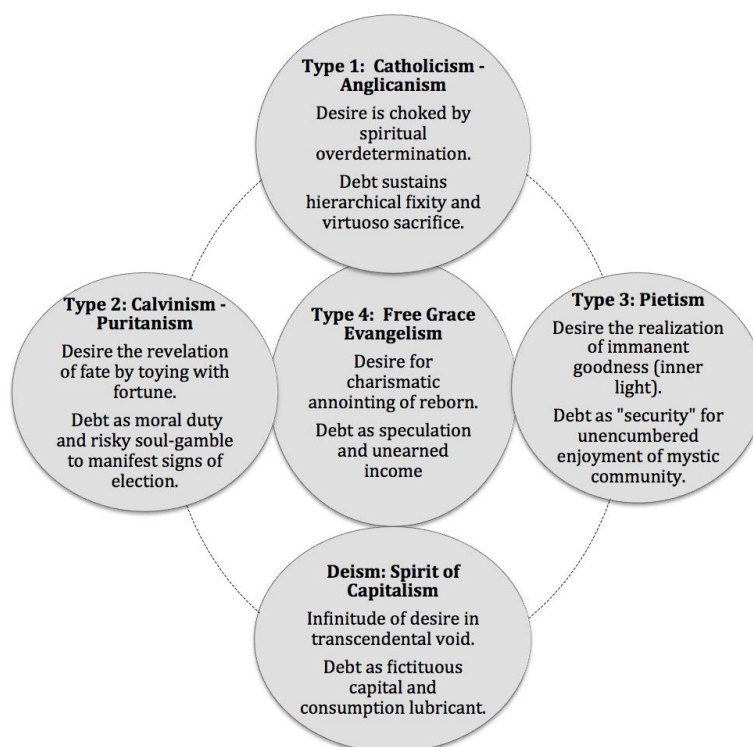 Type 1: Catholicism -
Anglicanism
Desire is choked by
spiritual
overdetermination.
Debt sustains
hierarchical fixity and
virtuoso sacrifice.
Type 2: Calvinism -
Puritanism
Desire the revelation
of fate by toying with
fortune.
Debt as moral duty
and risky soul-gamble
to manifest signs of
election.
Type 4: Free Grace
Evangelism
Desire for
charismatic
annointing of reborn.
Debt as speculation
and unearned
income
Type 3: Pietism
Desire the realization
of immanent
goodness (inner
light).
Debt as "security" for
unencumbered
enjoyment of mystic
community.
Deism: Spirit of
Capitalism
Infinitude of desire in
transcendental void.
Debt as fictituous
capital and
consumption lubricant.